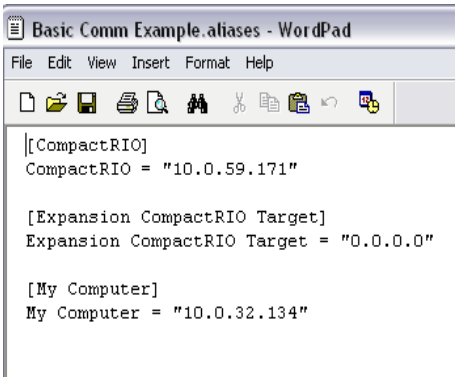 Basic Comm Example.aliases - WordPad
File Edit View Insert Format Help
[CompactRIO]
CompactRIO = "10.0.59.171"
[Expansion CompactRIO Target]
Expansion CompactRIO Target = "0.0.0.0"
[My Computer]
My Computer = "10.0.32.134"